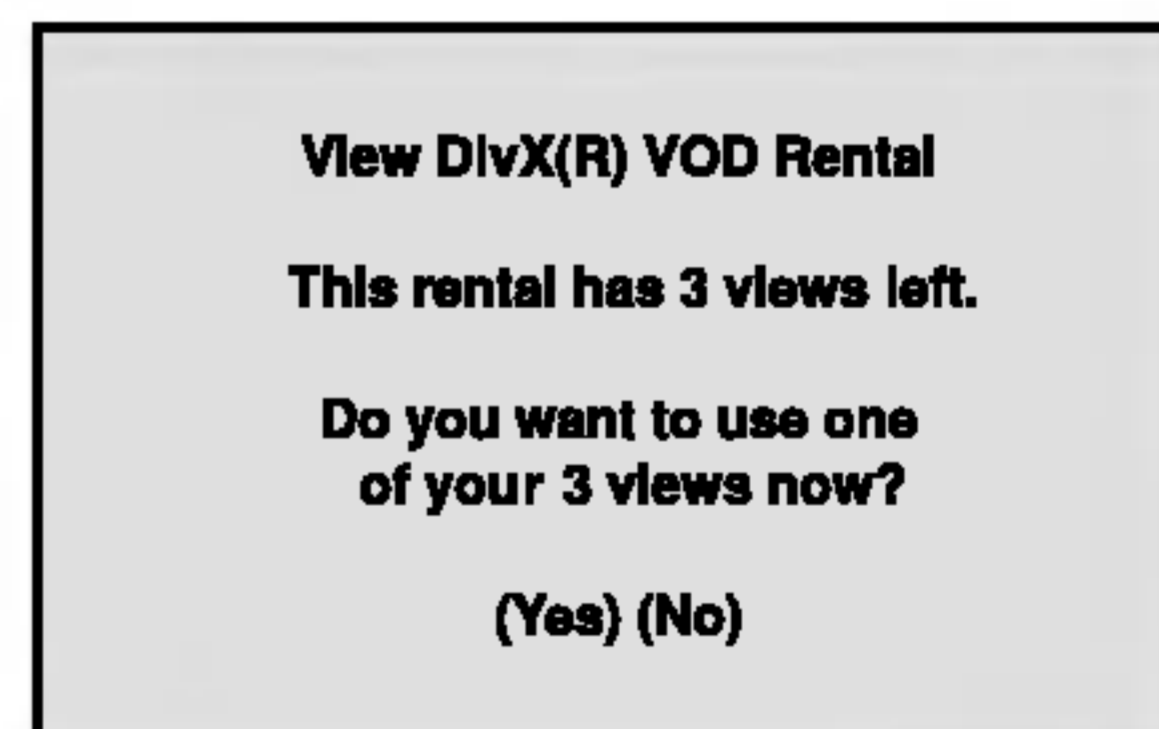 View DivX(R) VOD Rental
This rental has 3 views left.
Do you want to use one
of your 3 views now?
(Yes) (No)